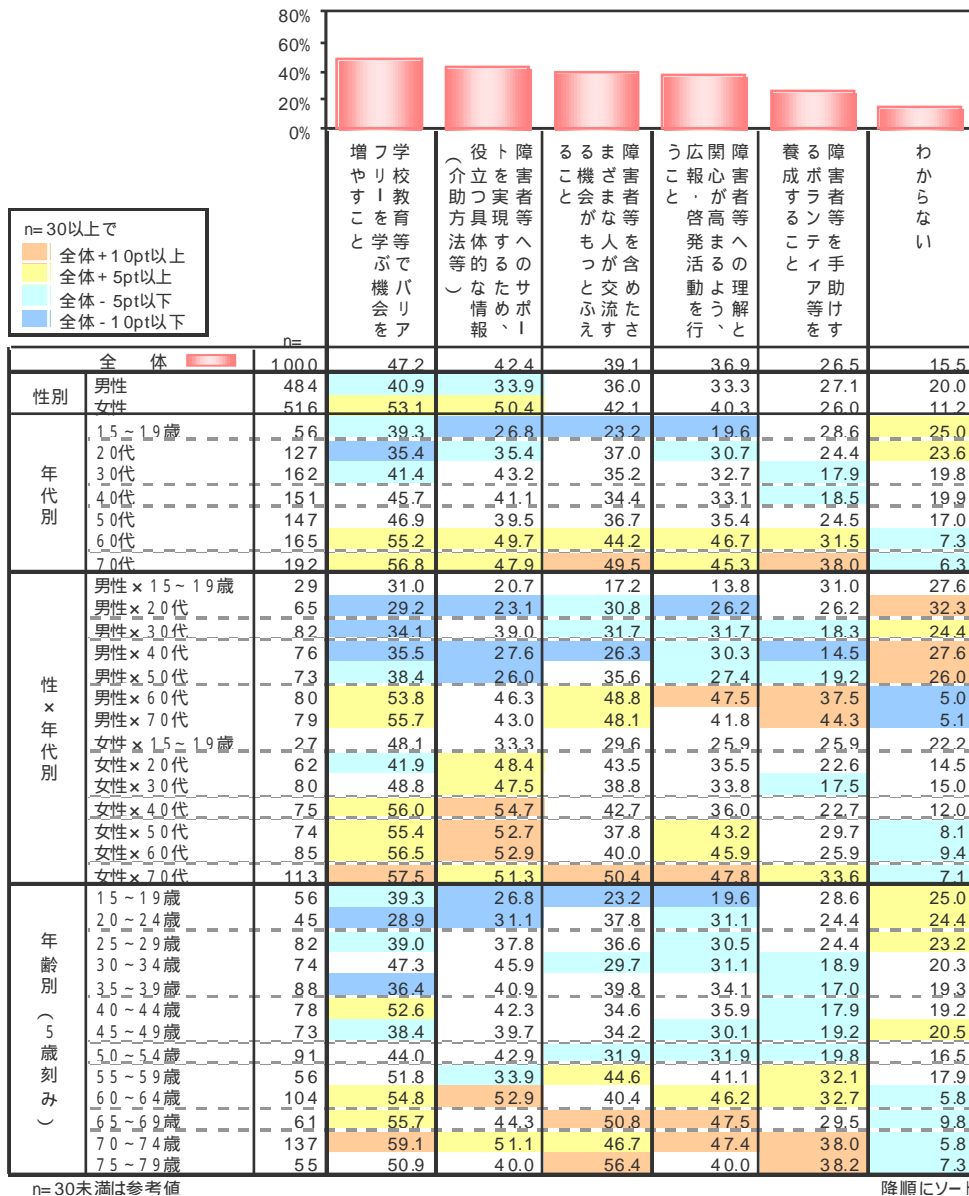 80%
60%
40%
20%
0%
学校教育等でバリア
フリーを学ぶ機会を
増やすこと
障害者等へのサポー
トを実現するため、
役立つ具体的な情報
（介助方法等）
障害者等を含めたさ
まざまな人が交流す
る機会がもっとふえ
ること
障害者等への理解と
関心が高まるよう、
広報・啓発活動を行
うこと
障害者等を手助けす
るボランティア等を
養成すること
わからない
n=30以上で
全体+10pt以上
全体+5pt以上
全体-5pt以下
全体-10pt以下
n=
全体 1000 47.2 42.4 39.1 36.9 26.5 15.5
性別
男性 484 40.9 33.9 36.0 33.3 27.1 20.0
女性 516 53.1 50.4 42.1 40.3 26.0 11.2
年代別
15~19歳 56 39.3 26.8 23.2 19.6 28.6 25.0
20代 127 35.4 35.4 37.0 30.7 24.4 23.6
30代 162 41.4 43.2 35.2 32.7 17.9 19.8
40代 151 45.7 41.1 34.4 33.1 18.5 19.9
50代 147 46.9 39.5 36.7 35.4 24.5 17.0
60代 165 55.2 49.7 44.2 46.7 31.5 7.3
70代 192 56.8 47.9 49.5 45.3 38.0 6.3
性×年代別
男性×15~19歳 29 31.0 20.7 17.2 13.8 31.0 27.6
男性×20代 65 29.2 23.1 30.8 26.2 26.2 32.3
男性×30代 82 34.1 39.0 31.7 31.7 18.3 24.4
男性×40代 76 35.5 27.6 26.3 30.3 14.5 27.6
男性×50代 73 38.4 26.0 35.6 27.4 19.2 26.0
男性×60代 80 53.8 46.3 48.8 47.5 37.5 5.0
男性×70代 79 55.7 43.0 48.1 41.8 44.3 5.1
女性×15~19歳 27 48.1 33.3 29.6 25.9 25.9 22.2
女性×20代 62 41.9 48.4 43.5 35.5 22.6 14.5
女性×30代 80 48.8 47.5 38.8 33.8 17.5 15.0
女性×40代 75 56.0 54.7 42.7 36.0 22.7 12.0
女性×50代 74 55.4 52.7 37.8 43.2 29.7 8.1
女性×60代 85 56.5 52.9 40.0 45.9 25.9 9.4
女性×70代 113 57.5 51.3 50.4 47.8 33.6 7.1
年齢別（5歳刻み）
15~19歳 56 39.3 26.8 23.2 19.6 28.6 25.0
20~24歳 45 28.9 31.1 37.8 31.1 24.4 24.4
25~29歳 82 39.0 37.8 36.6 30.5 24.4 23.2
30~34歳 74 47.3 45.9 29.7 31.1 18.9 20.3
35~39歳 88 36.4 40.9 39.8 34.1 17.0 19.3
40~44歳 78 52.6 42.3 34.6 35.9 17.9 19.2
45~49歳 73 38.4 39.7 34.2 30.1 19.2 20.5
50~54歳 91 44.0 42.9 31.9 31.9 19.8 16.5
55~59歳 56 51.8 33.9 44.6 41.1 32.1 17.9
60~64歳 104 54.8 52.9 40.4 46.2 32.7 5.8
65~69歳 61 55.7 44.3 50.8 47.5 29.5 9.8
70~74歳 137 59.1 51.1 46.7 47.4 38.0 5.8
75~79歳 55 50.9 40.0 56.4 40.0 38.2 7.3
n=30未満は参考値
降順にソート